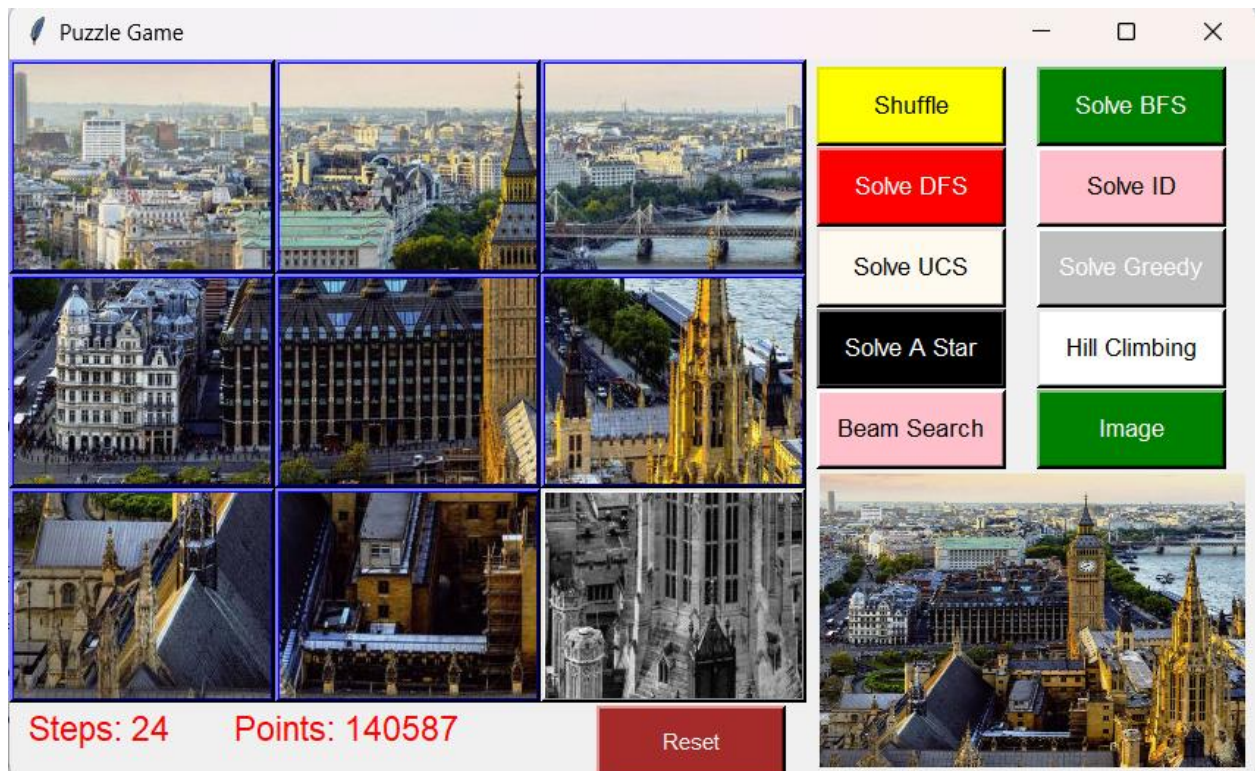 Puzzle Game
Shuffle
Solve BFS
Solve DFS
Solve ID
Solve UCS
Solve Greedy
Solve A Star
Hill Climbing
Beam Search
Image
Steps: 24
Points: 140587
Reset